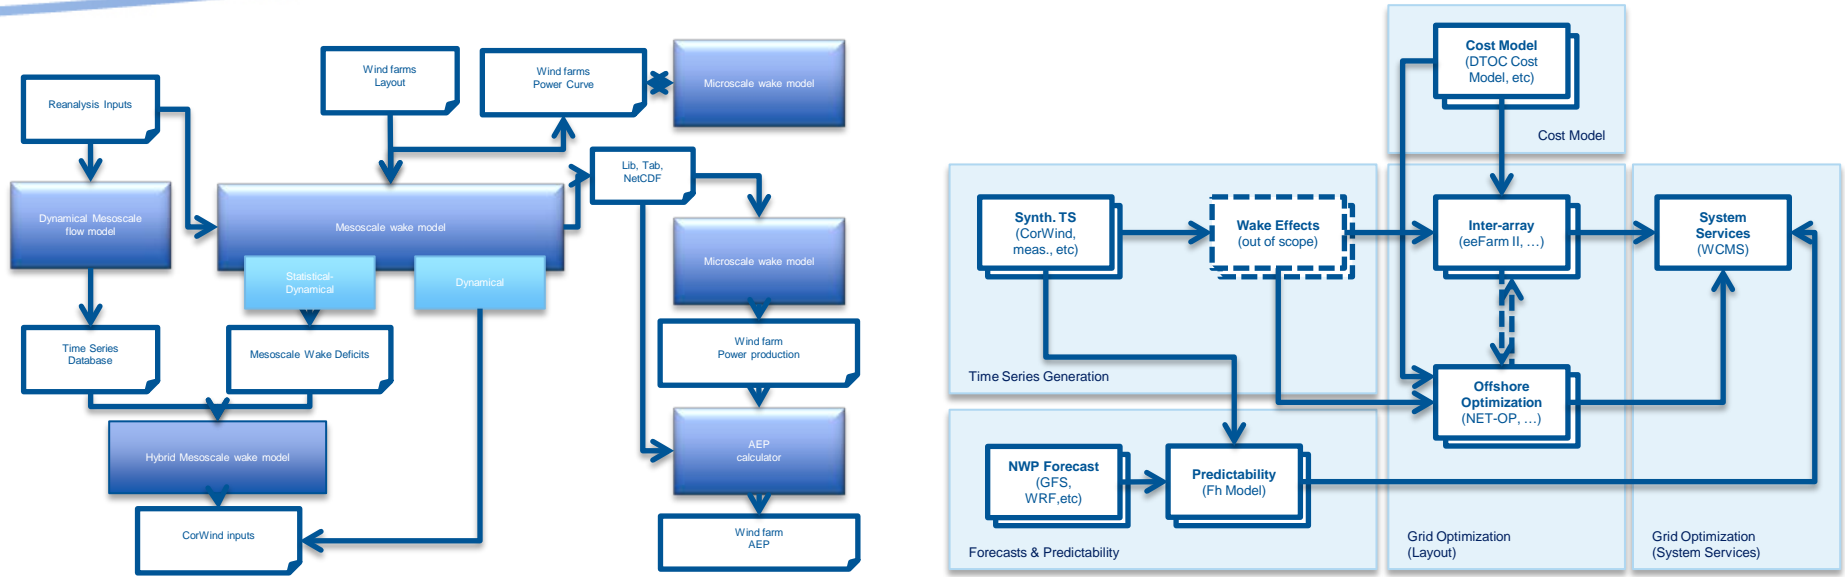 Wind farms
Layout
Wind farms
Power Curve
Microscale wake model
Reanalysis Inputs
Lib, Tab,
NetCDF
Dynamical Mesoscale
flow model
Mesoscale wake model
Microscale wake model
Statistical-
Dynamical
Dynamical
Time Series
Database
Mesoscale Wake Deficits
Wind farm
Power production
Hybrid Mesoscale wake model
AEP
calculator
CorWind inputs
Wind farm
AEP
Cost Model
(DTOC Cost
Model, etc)
Cost Model
Synth. TS
(CorWind,
meas., etc)
Wake Effects
(out of scope)
Inter-array
(eeFarm II, ...)
System
Services
(WCMS)
Time Series Generation
Offshore
Optimization
(NET-OP, ...)
NWP Forecast
(GFS,
WRF,etc)
Predictability
(Fh Model)
Forecasts & Predictability
Grid Optimization
(Layout)
Grid Optimization
(System Services)